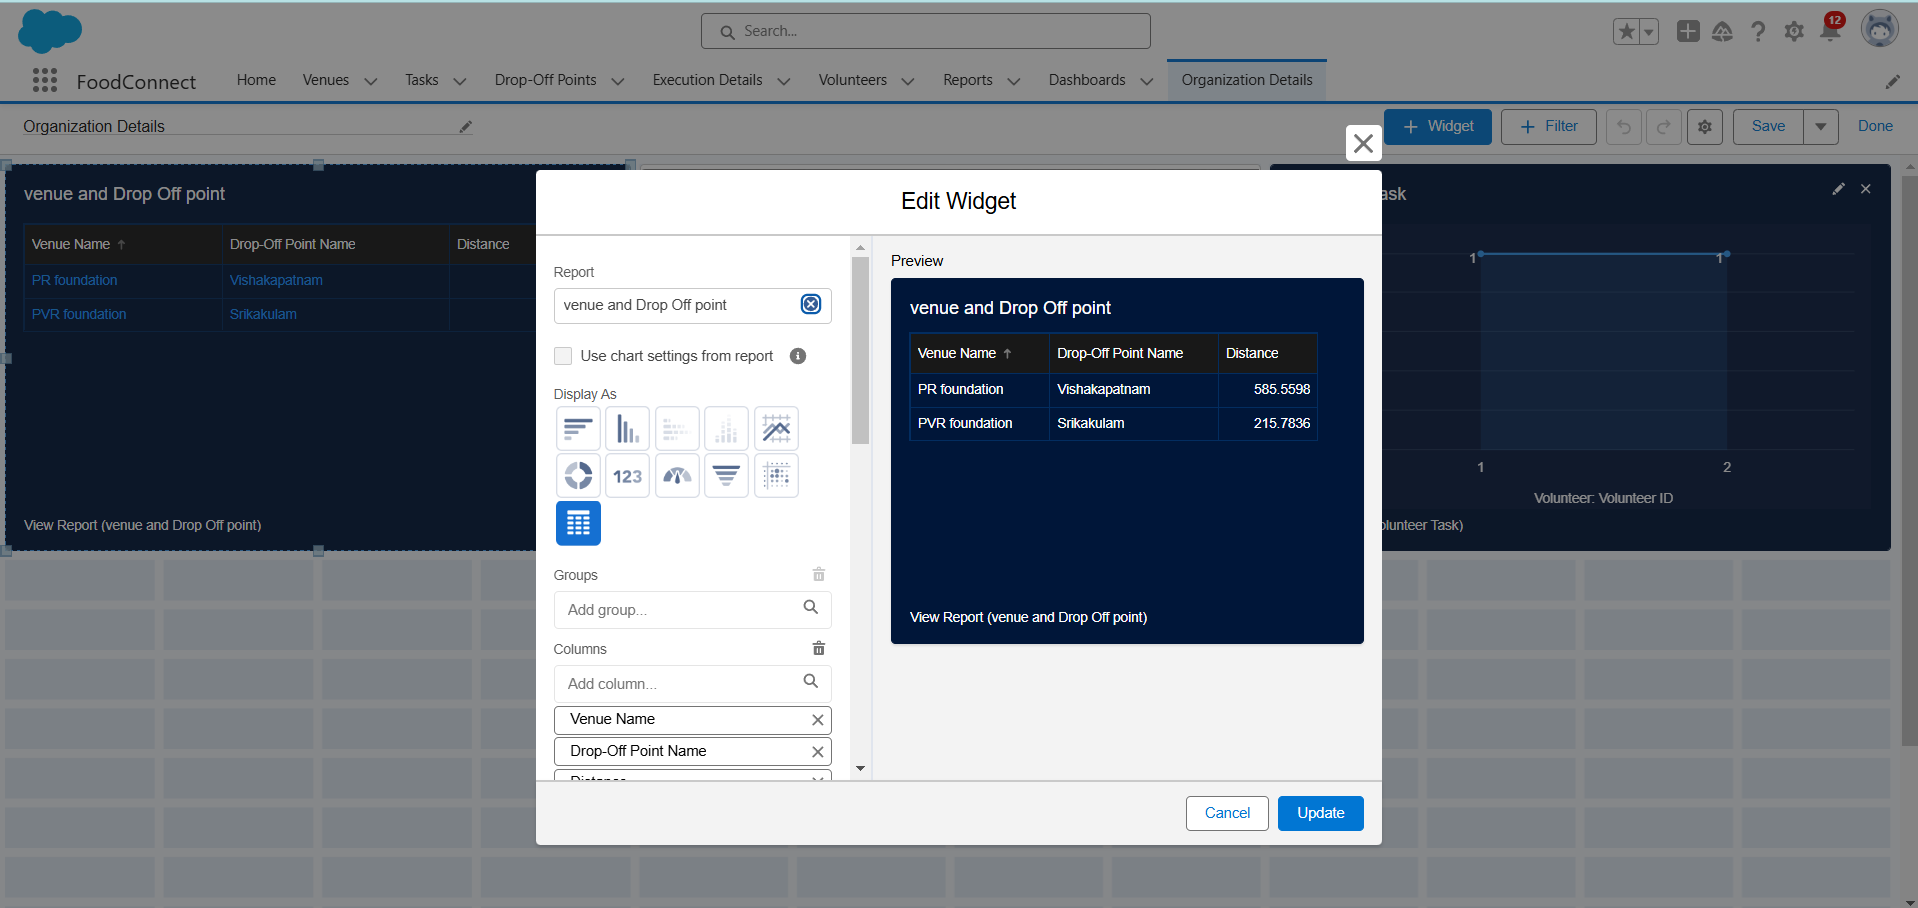 Search...
12
FoodConnect
Home
Venues
Tasks
Drop-Off Points
Execution Details
Volunteers
Reports
Dashboards
Organization Details
Organization Details
+ Widget
+ Filter
Save
Done
venue and Drop Off point
Venue Name ↑ Drop-Off Point Name Distance
PR foundation Vishakapatnam
PVR foundation Srikakulam
View Report (venue and Drop Off point)
Edit Widget
Report
venue and Drop Off point
Use chart settings from report
Display As
123
Groups
Add group...
Columns
Add column...
Venue Name
Drop-Off Point Name
Distance
Preview
venue and Drop Off point
Venue Name ↑ Drop-Off Point Name Distance
PR foundation Vishakapatnam 585.5598
PVR foundation Srikakulam 215.7836
View Report (venue and Drop Off point)
Cancel
Update
ask
1 1
1 2
Volunteer: Volunteer ID
olunteer Task)